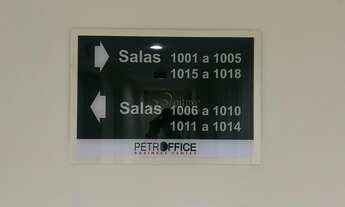 Salas 1001 a 1005
1015 a 1018
Salas 1006 a 1010
1011 a 1014
PETROFFICE
BUSINESS CENTER